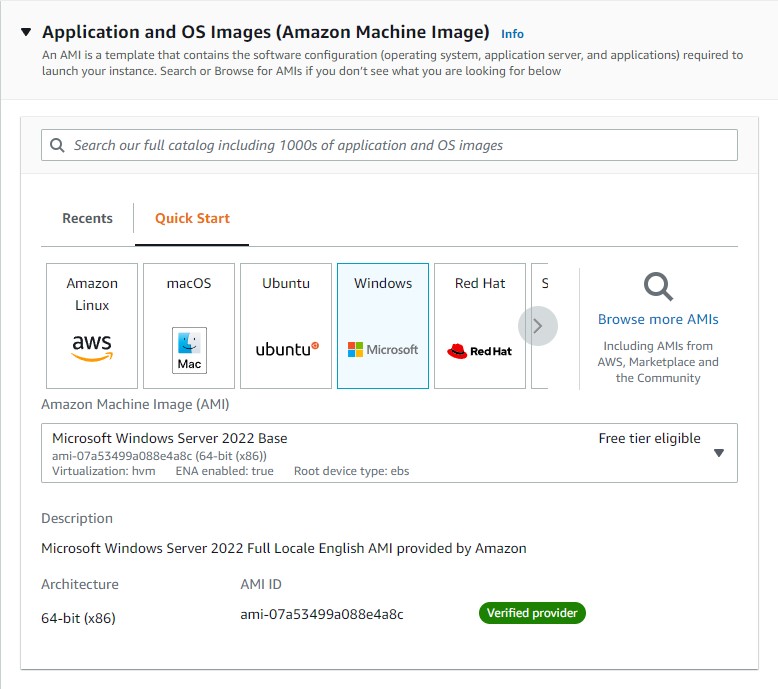 Application and OS Images (Amazon Machine Image) Info
An AMI is a template that contains the software configuration (operating system, application server, and applications) required to
launch your instance. Search or Browse for AMIs if you don't see what you are looking for below
Search our full catalog including 1000s of application and OS images
Recents
Quick Start
Amazon
Linux
aws
macOS
Mac
Ubuntu
ubuntu
Windows
Microsoft
Red Hat
Red Hat
S
Browse more AMIs
Including AMIs from
AWS, Marketplace and
the Community
Amazon Machine Image (AMI)
Microsoft Windows Server 2022 Base
Free tier eligible
ami-07a53499a088e4a8c (64-bit (x86))
Virtualization: hvm ENA enabled: true Root device type: ebs
Description
Microsoft Windows Server 2022 Full Locale English AMI provided by Amazon
Architecture
AMI ID
64-bit (x86)
ami-07a53499a088e4a8c
Verified provider